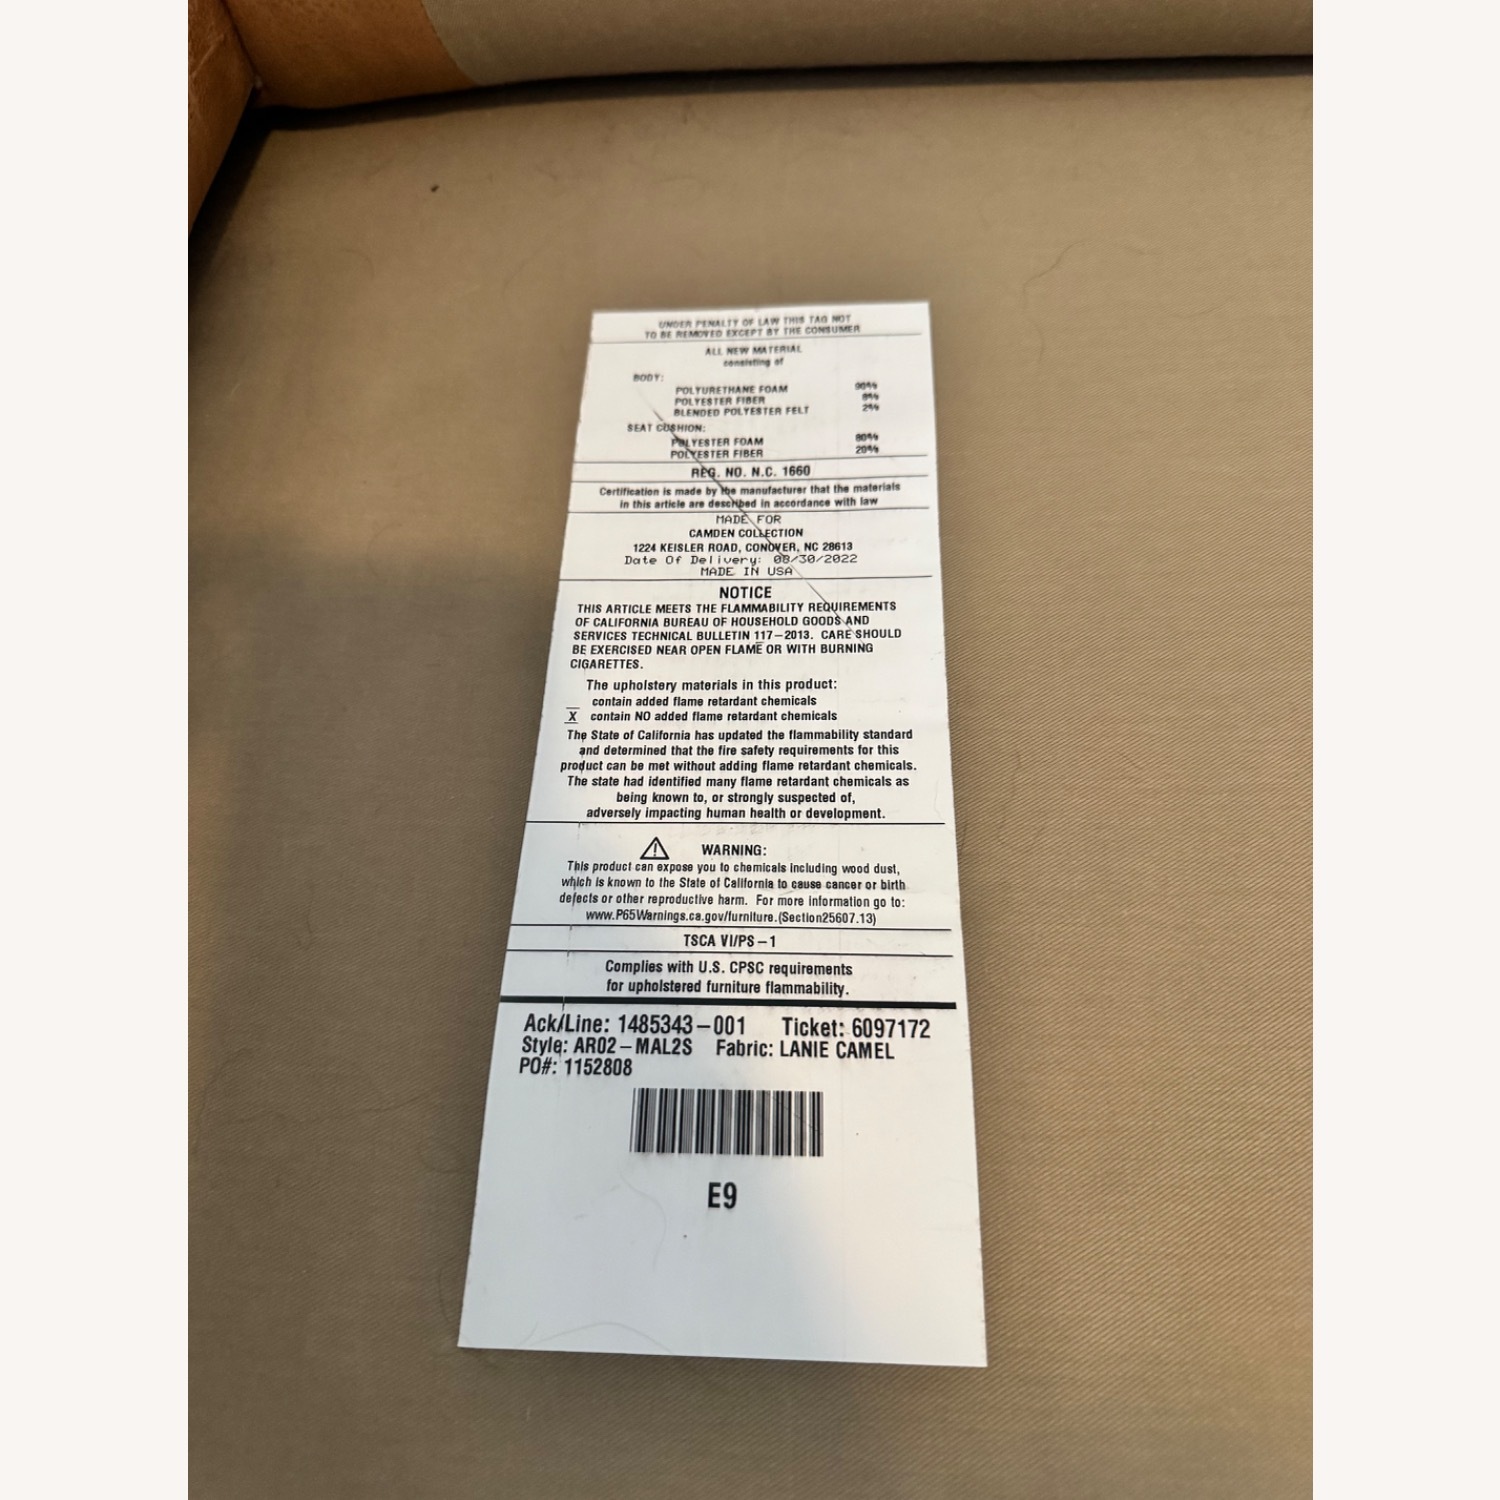 UNDER PENALTY OF LAW THIS TAG NOT
TO BE REMOVED EXCEPT BY THE CONSUMER
ALL NEW MATERIAL
consisting of
BODY:
POLYURETHANE FOAM 90%
POLYESTER FIBER 8%
BLENDED POLYESTER FELT 2%
SEAT CUSHION:
POLYESTER FOAM 80%
POLYESTER FIBER 20%
REG. NO. N.C. 1660
Certification is made by the manufacturer that the materials
in this article are described in accordance with law
MADE FOR
CAMDEN COLLECTION
1224 KEISLER ROAD, CONOVER, NC 28613
Date Of Delivery: 08/30/2022
MADE IN USA
NOTICE
THIS ARTICLE MEETS THE FLAMMABILITY REQUIREMENTS
OF CALIFORNIA BUREAU OF HOUSEHOLD GOODS AND
SERVICES TECHNICAL BULLETIN 117-2013. CARE SHOULD
BE EXERCISED NEAR OPEN FLAME OR WITH BURNING
CIGARETTES.
The upholstery materials in this product:
contain added flame retardant chemicals
X contain NO added flame retardant chemicals
The State of California has updated the flammability standard
and determined that the fire safety requirements for this
product can be met without adding flame retardant chemicals.
The state had identified many flame retardant chemicals as
being known to, or strongly suspected of,
adversely impacting human health or development.
WARNING:
This product can expose you to chemicals including wood dust,
which is known to the State of California to cause cancer or birth
defects or other reproductive harm. For more information go to:
www.P65Warnings.ca.gov/furniture.(Section25607.13)
TSCA VI/PS-1
Complies with U.S. CPSC requirements
for upholstered furniture flammability.
Ack/Line: 1485343-001 Ticket: 6097172
Style: AR02-MAL2S Fabric: LANIE CAMEL
PO#: 1152808
E9